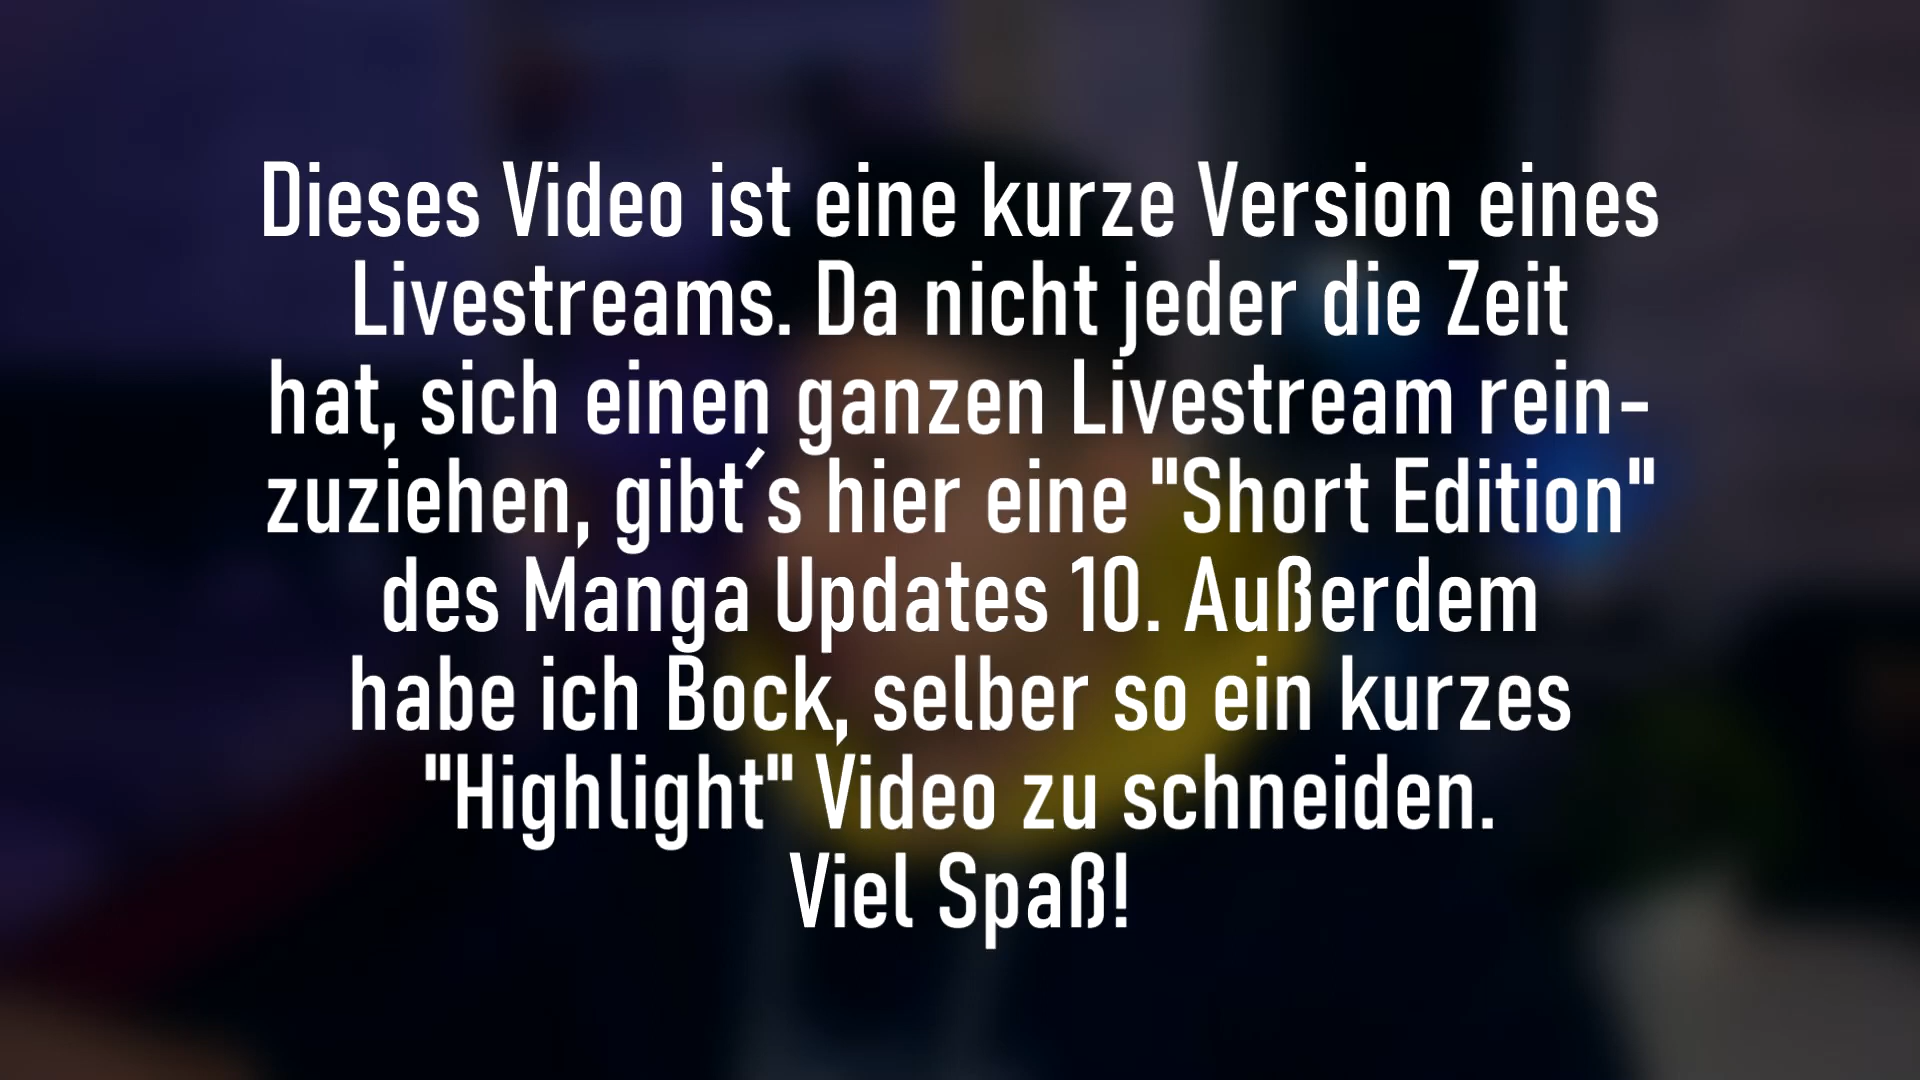 Dieses Video ist eine kurze Version eines
Livestreams. Da nicht jeder die Zeit
hat, sich einen ganzen Livestream rein-
zuziehen, gibt´s hier eine "Short Edition"
des Manga Updates 10. Außerdem
habe ich Bock, selber so ein kurzes
"Highlight" Video zu schneiden.
Viel Spaß!